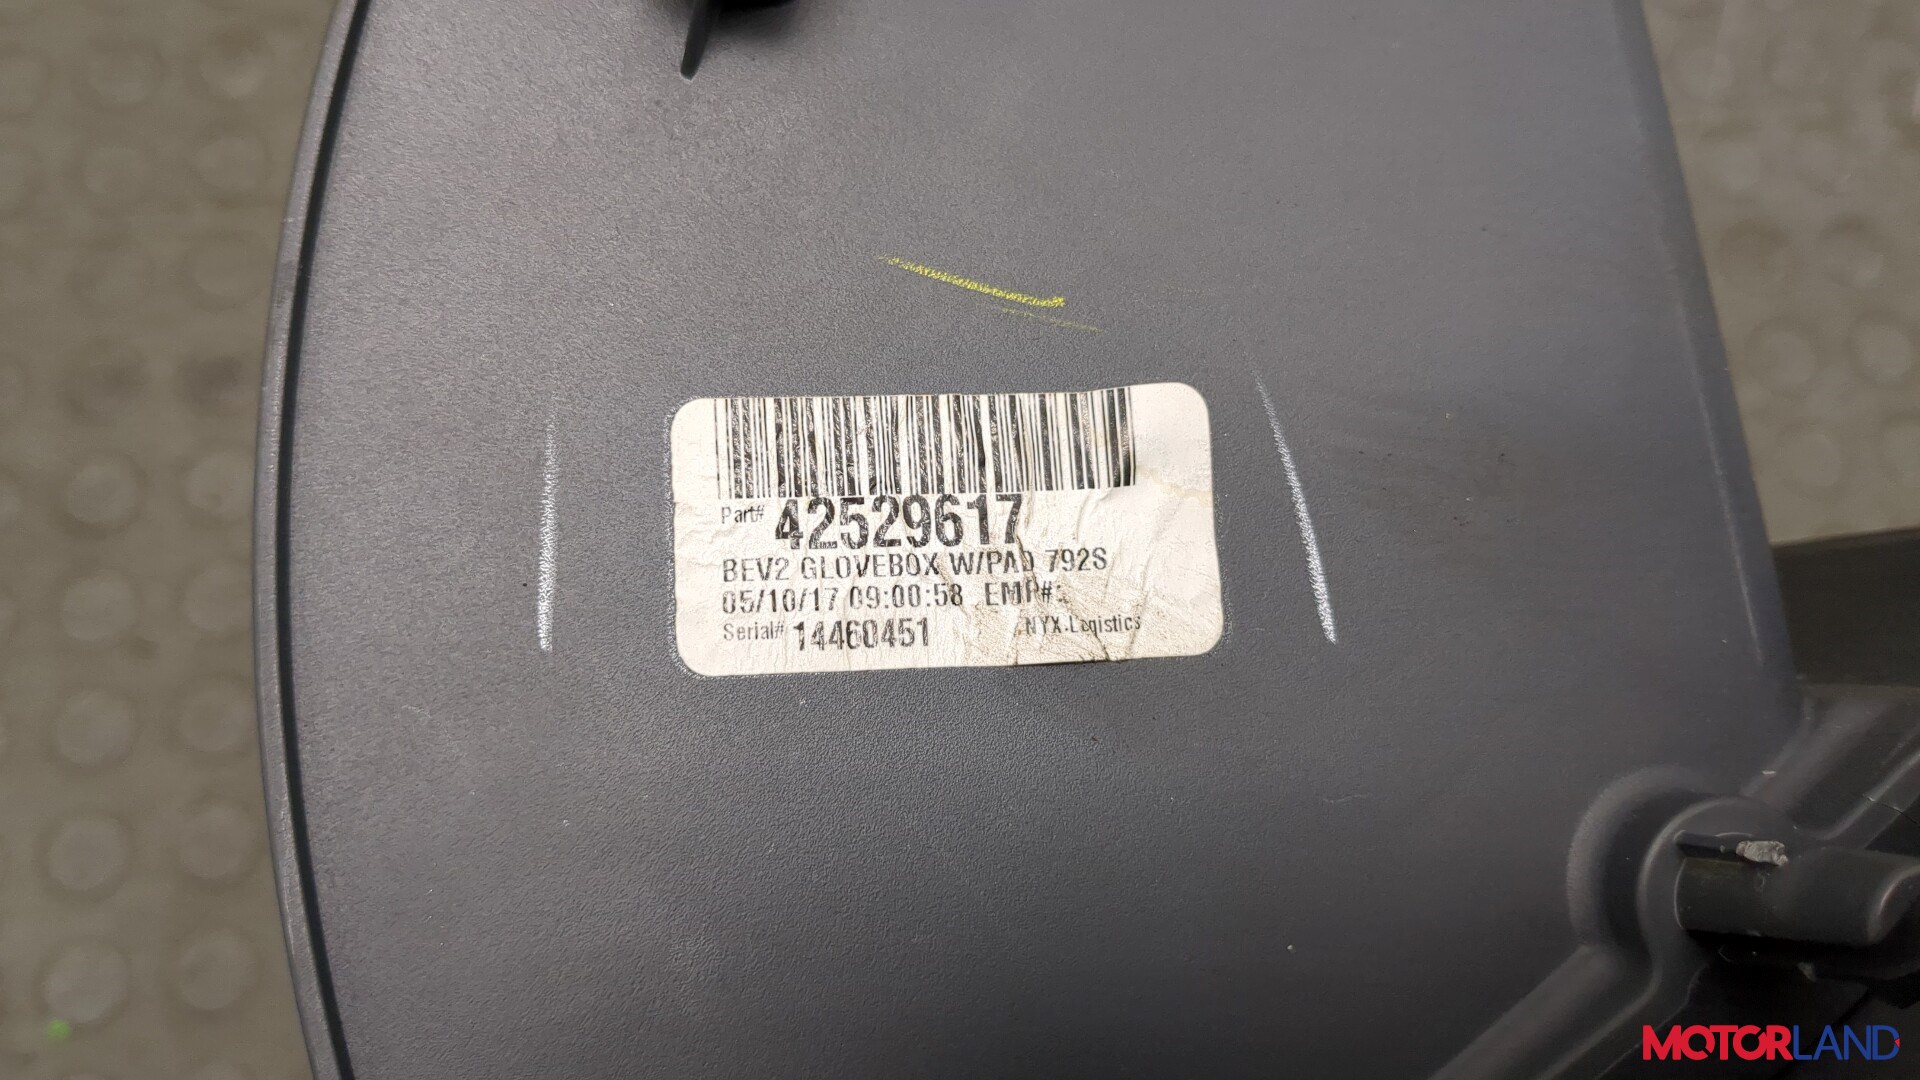 Part# 42529617
BEV2 GLOVEBOX W/PAD 792S
05/10/17 09:00:58 EMP#:
Serial# 14460451 NYX-Logistics
MOTORLAND